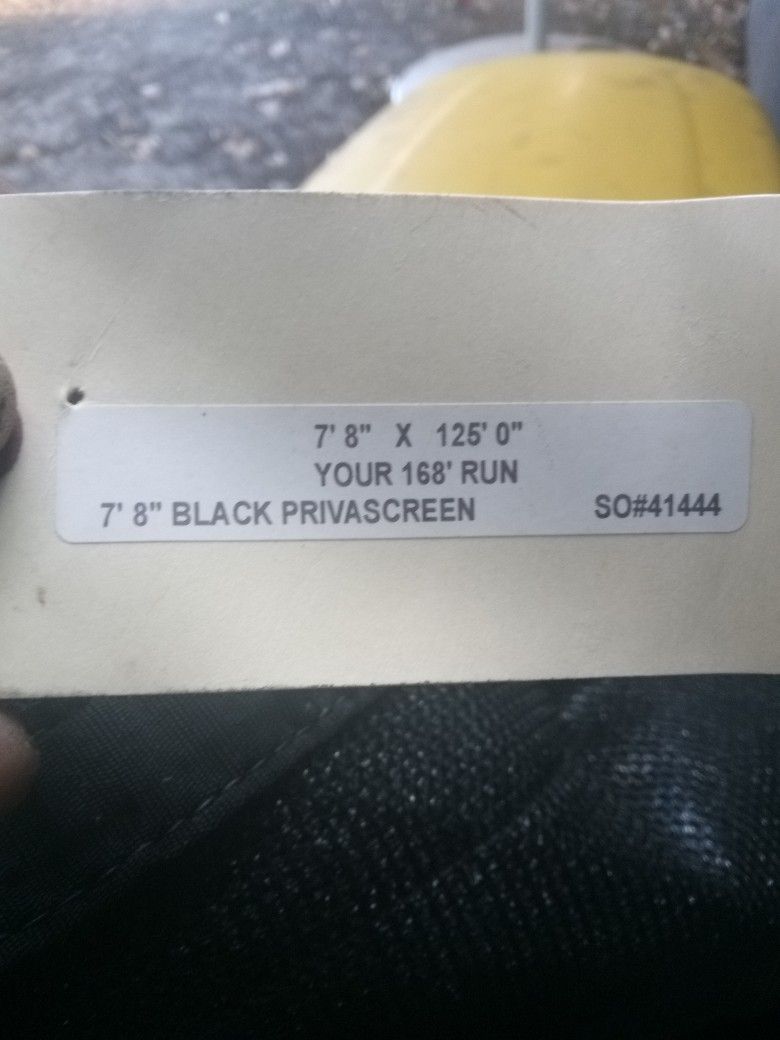 7' 8" X 125' 0"
YOUR 168' RUN
7' 8" BLACK PRIVASCREEN SO#41444